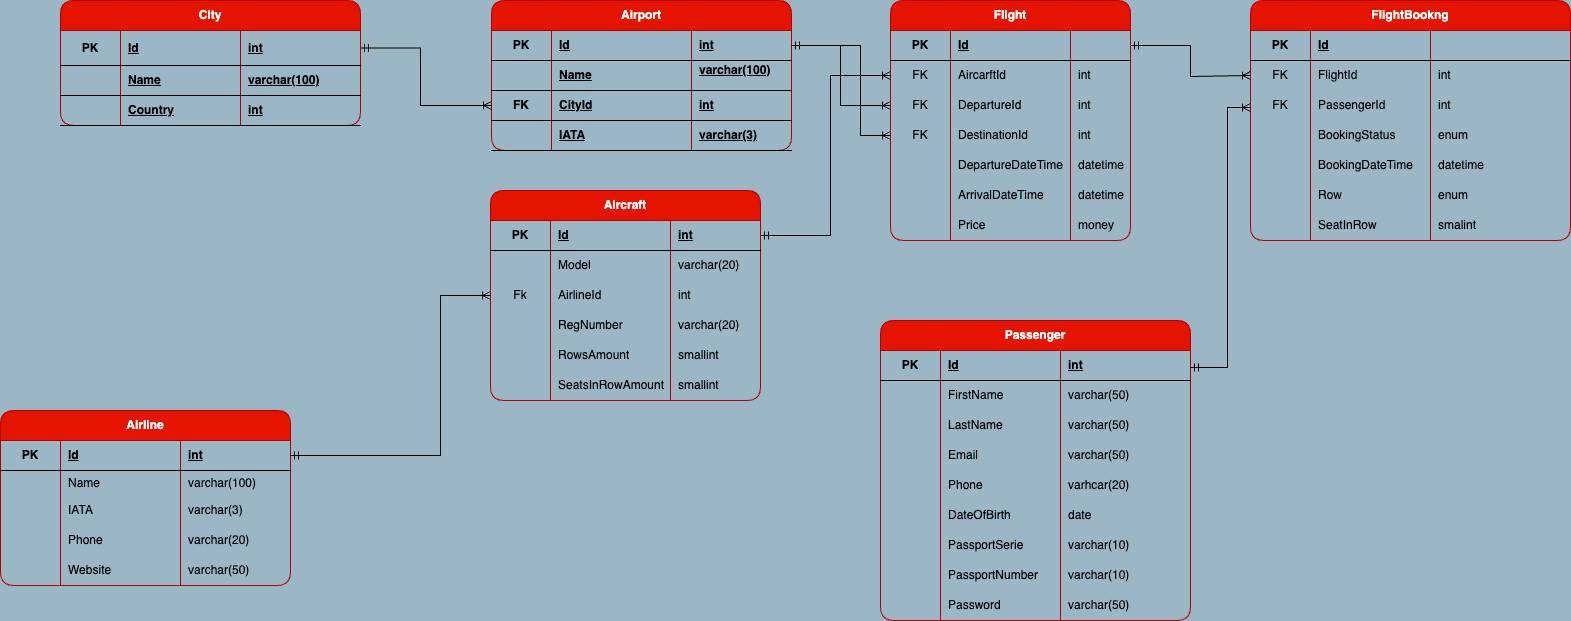 City
PK Id int
Name varchar(100)
Country int
Airport
PK Id int
Name varchar(100)
FK CityId int
IATA varchar(3)
Flight
PK Id
FK AircarftId int
FK DepartureId int
FK DestinationId int
DepartureDateTime datetime
ArrivalDateTime datetime
Price money
FlightBookng
PK Id
FK FlightId int
FK PassengerId int
BookingStatus enum
BookingDateTime datetime
Row enum
SeatInRow smalint
Aircraft
PK Id int
Model varchar(20)
Fk AirlineId int
RegNumber varchar(20)
RowsAmount smallint
SeatsInRowAmount smallint
Passenger
PK Id int
FirstName varchar(50)
LastName varchar(50)
Email varchar(50)
Phone varhcar(20)
DateOfBirth date
PassportSerie varchar(10)
PassportNumber varchar(10)
Password varchar(50)
Airline
PK Id int
Name varchar(100)
IATA varchar(3)
Phone varchar(20)
Website varchar(50)